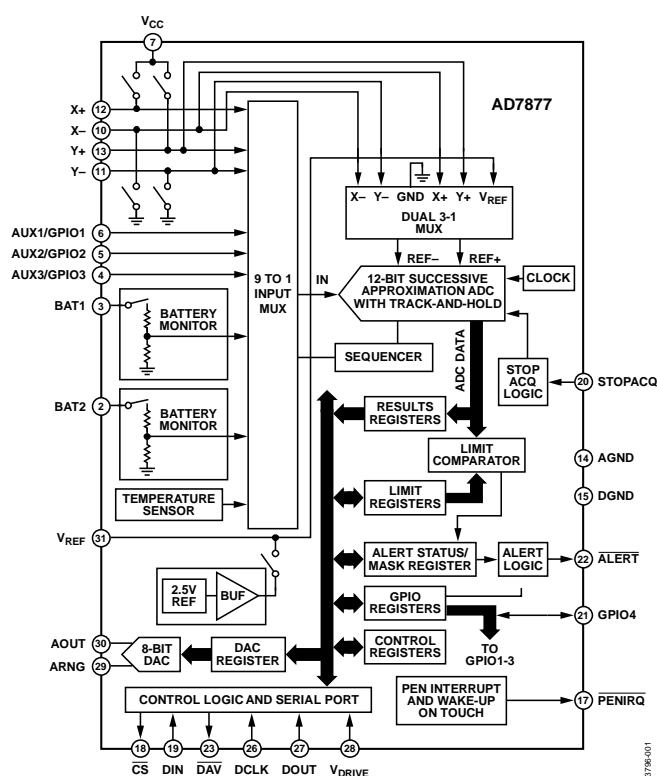 VCC
7
AD7877
X+ 12
X– 10
Y+ 13
Y– 11
X– Y– GND X+ Y+ VREF
DUAL 3-1
MUX
AUX1/GPIO1 6
AUX2/GPIO2 5
AUX3/GPIO3 4
REF– REF+
9 TO 1
INPUT
MUX
IN
12-BIT SUCCESSIVE
APPROXIMATION ADC
WITH TRACK-AND-HOLD
CLOCK
BAT1 3
BATTERY
MONITOR
SEQUENCER
ADC DATA
STOP
ACQ
LOGIC
20 STOPACQ
BAT2 2
BATTERY
MONITOR
RESULTS
REGISTERS
LIMIT
COMPARATOR
14 AGND
TEMPERATURE
SENSOR
LIMIT
REGISTERS
15 DGND
VREF 31
ALERT STATUS/
MASK REGISTER
ALERT
LOGIC
22 ALERT
2.5V
REF
BUF
GPIO
REGISTERS
21 GPIO4
TO
GPIO1-3
AOUT 30
ARNG 29
8-BIT
DAC
DAC
REGISTER
CONTROL
REGISTERS
CONTROL LOGIC AND SERIAL PORT
PEN INTERRUPT
AND WAKE-UP
ON TOUCH
17 PENIRQ
18 19 23 26 27 28
CS DIN DAV DCLK DOUT VDRIVE
3796-001